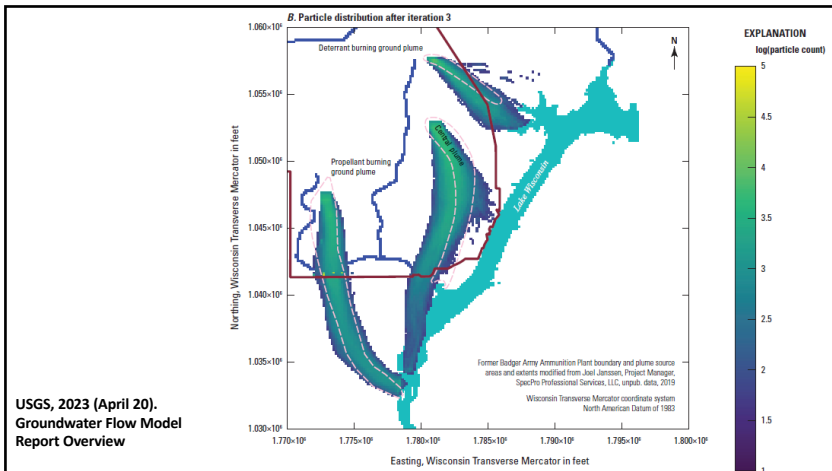 B. Particle distribution after iteration 3
1.060×10⁶
1.055×10⁶
1.050×10⁶
1.045×10⁶
1.040×10⁶
1.035×10⁶
1.030×10⁶
Northing, Wisconsin Transverse Mercator in feet
Deterrant burning ground plume
N
Central plume
Propellant burning
ground plume
Lake Wisconsin
Former Badger Army Ammunition Plant boundary and plume source
areas and extents modified from Joel Janssen, Project Manager,
SpecPro Professional Services, LLC, unpub. data, 2019
Wisconsin Transverse Mercator coordinate system
North American Datum of 1983
1.770×10⁶ 1.775×10⁶ 1.780×10⁶ 1.785×10⁶ 1.790×10⁶ 1.795×10⁶ 1.800×10⁶
Easting, Wisconsin Transverse Mercator in feet
EXPLANATION
log(particle count)
5
4.5
4
3.5
3
2.5
2
1.5
1
USGS, 2023 (April 20).
Groundwater Flow Model
Report Overview